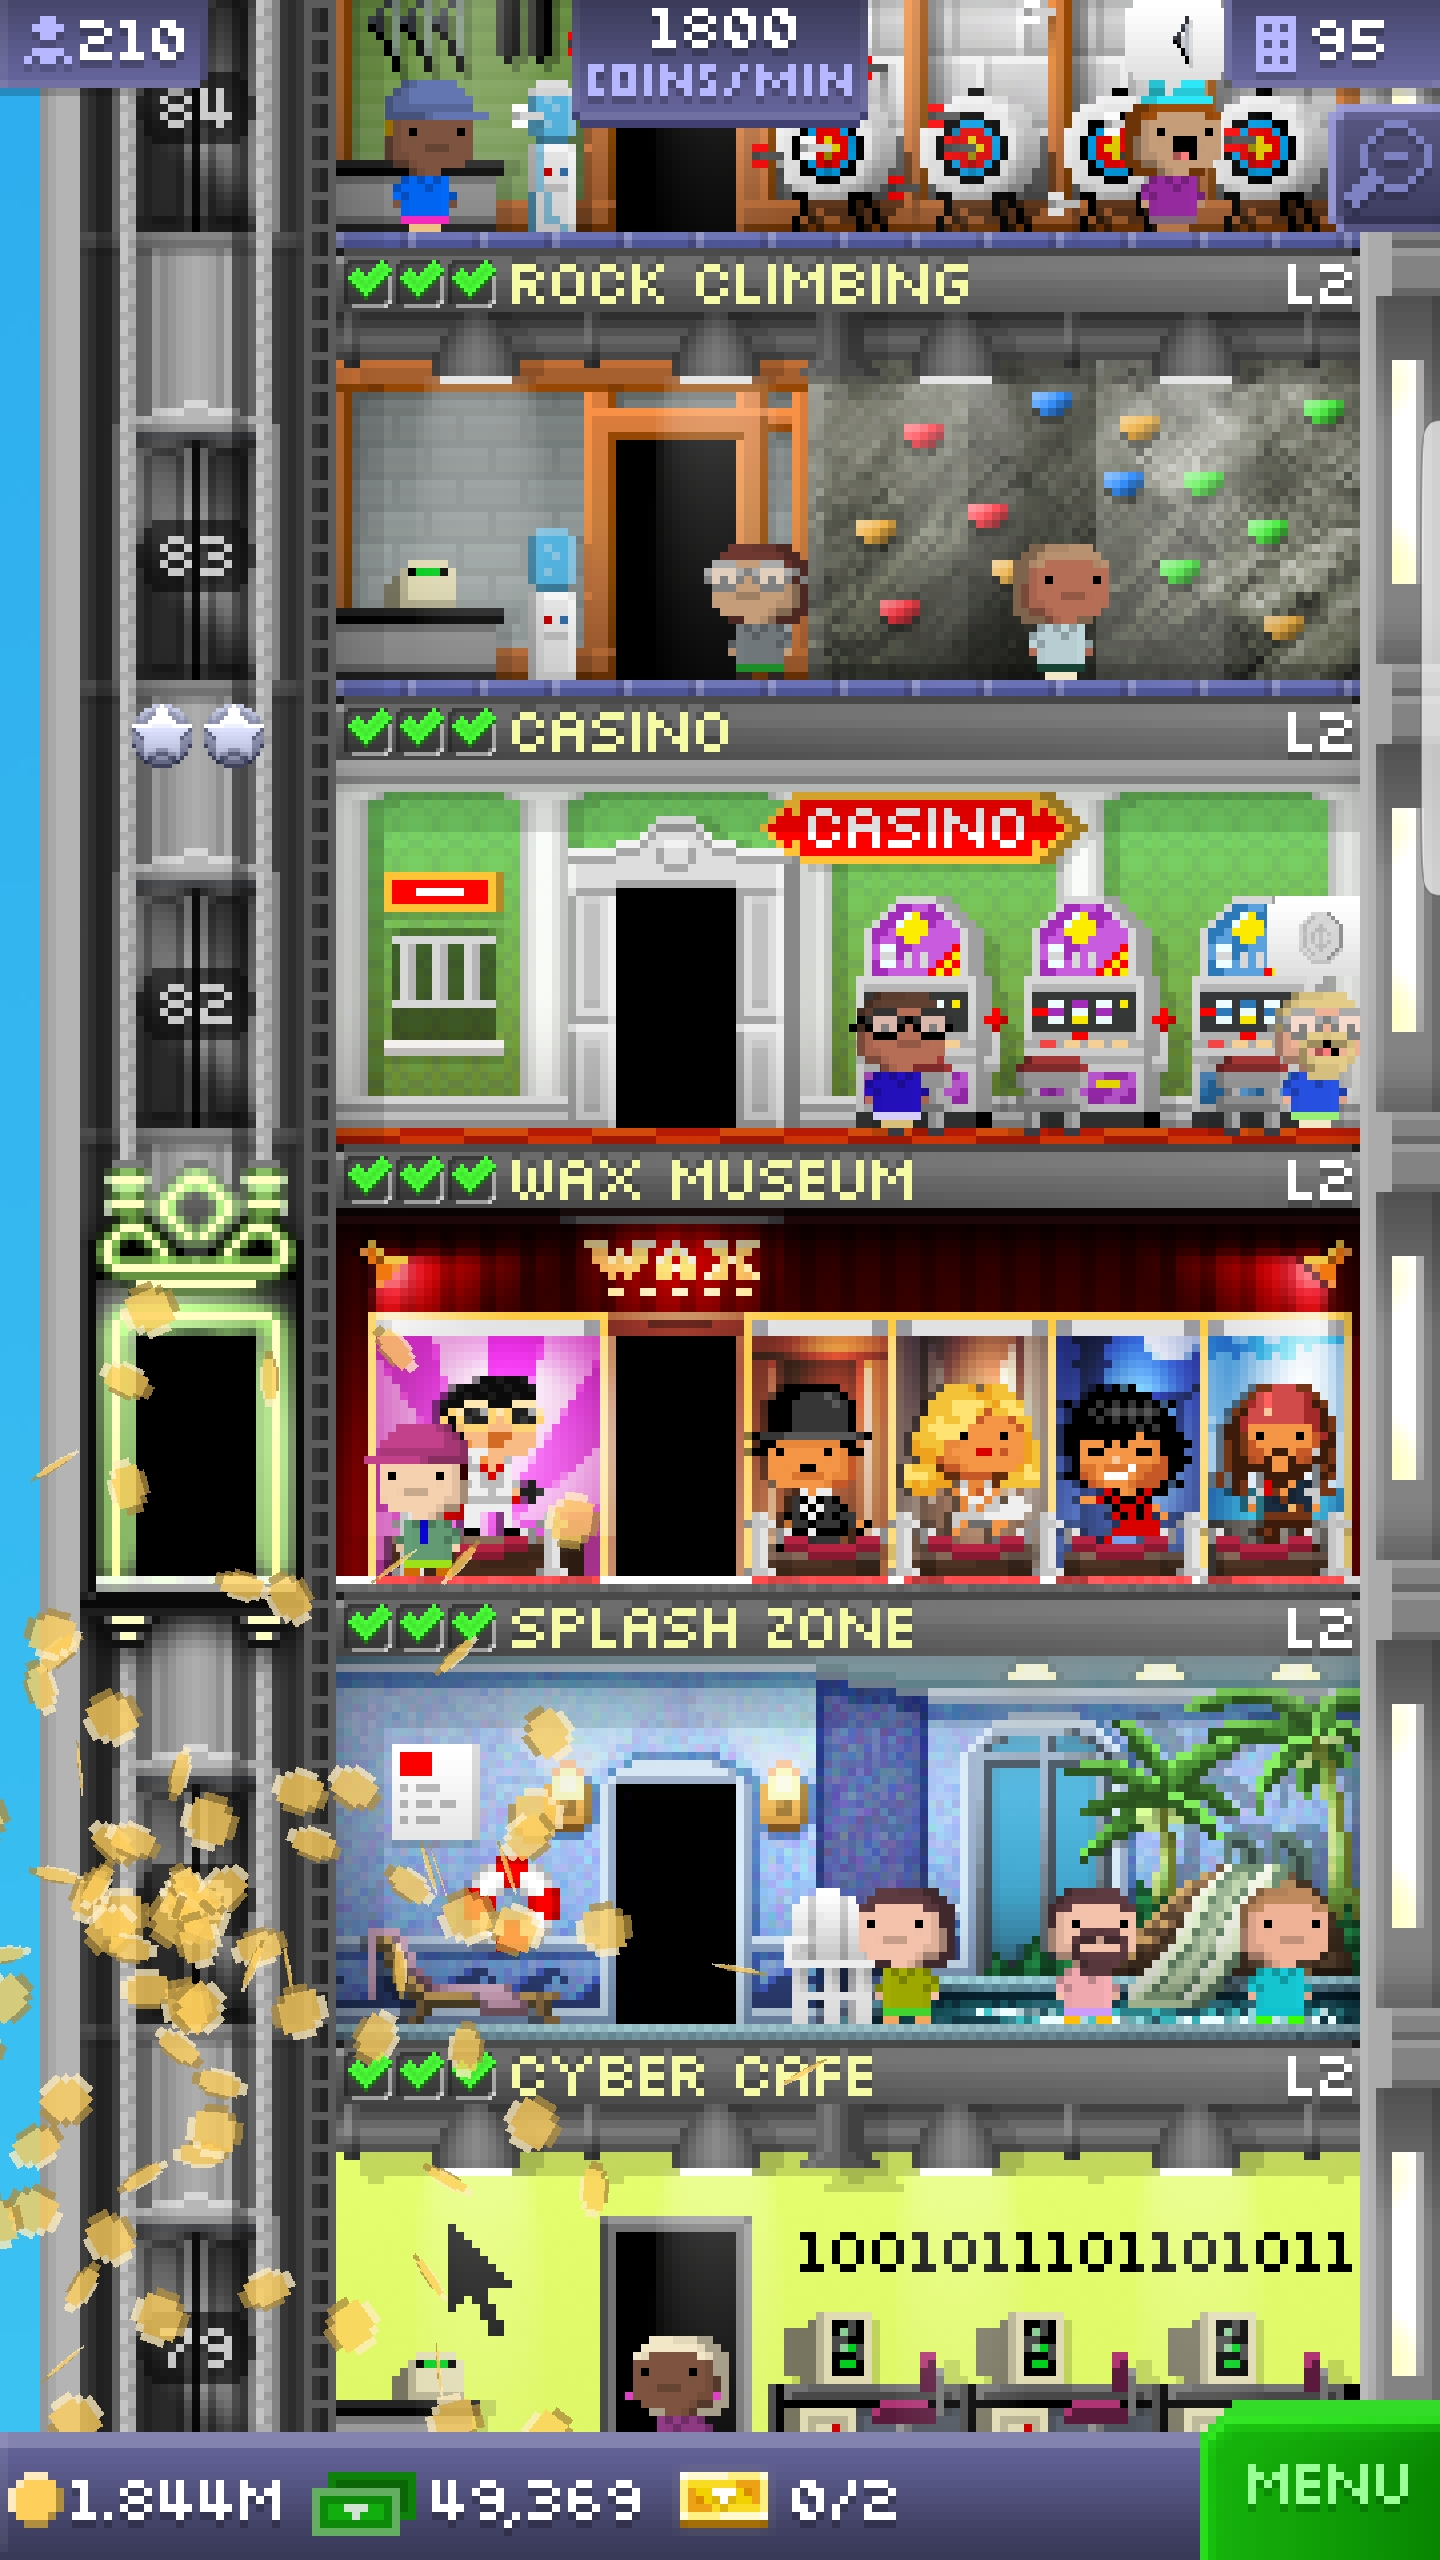 210
1800
COINS/MIN
95
84
ROCK CLIMBING L2
83
CASINO L2
CASINO
82
WAX MUSEUM L2
WAX
SPLASH ZONE L2
CYBER CAFE L2
1001011101101011
79
1.844M 49,369 0/2 MENU